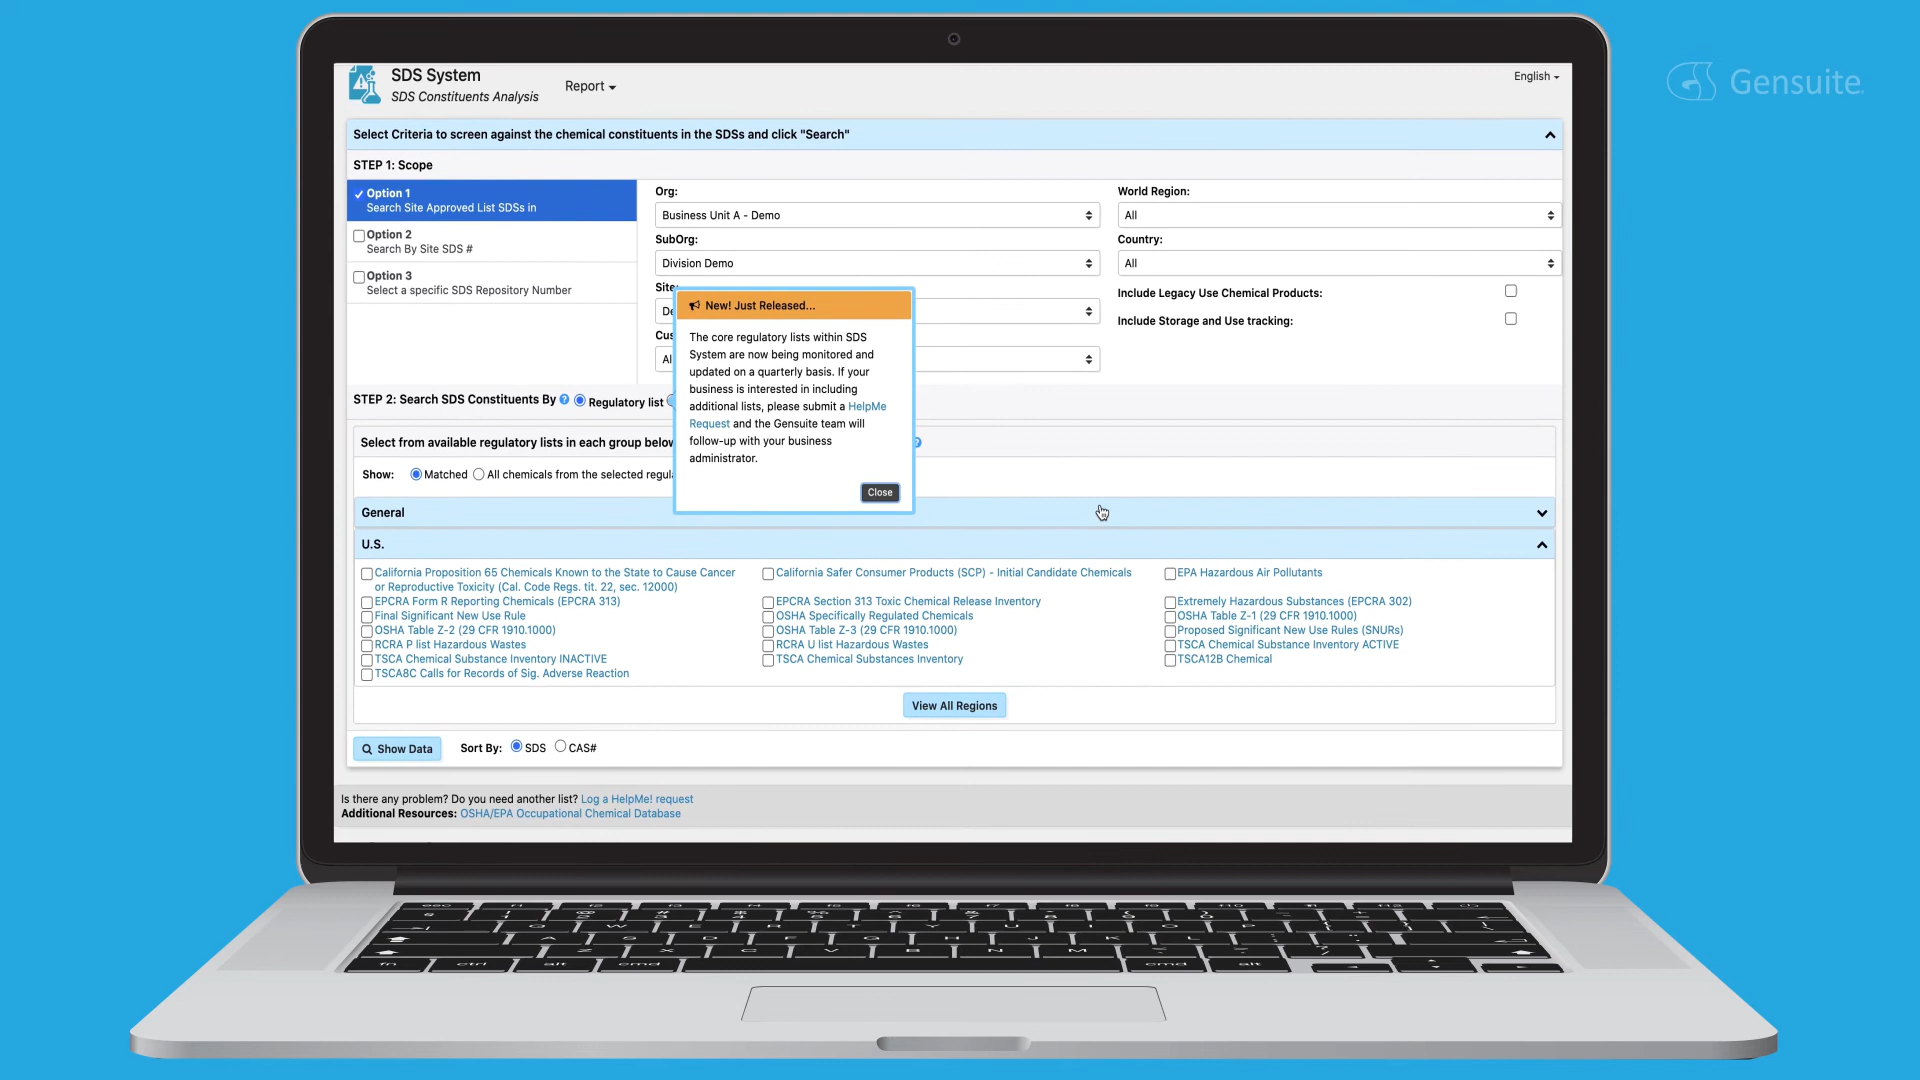 Gensuite
SDS System
SDS Constituents Analysis
Report
English
Select Criteria to screen against the chemical constituents in the SDSs and click "Search"
STEP 1: Scope
Option 1
Search Site Approved List SDSs in
Option 2
Search By Site SDS #
Option 3
Select a specific SDS Repository Number
Org:
Business Unit A - Demo
SubOrg:
Division Demo
Site:
De
Cus
Al
World Region:
All
Country:
All
Include Legacy Use Chemical Products:
Include Storage and Use tracking:
New! Just Released...
The core regulatory lists within SDS
System are now being monitored and
updated on a quarterly basis. If your
business is interested in including
additional lists, please submit a HelpMe
Request and the Gensuite team will
follow-up with your business
administrator.
Close
STEP 2: Search SDS Constituents By ? Regulatory list
Select from available regulatory lists in each group below
Show: Matched All chemicals from the selected regula
General
U.S.
California Proposition 65 Chemicals Known to the State to Cause Cancer
or Reproductive Toxicity (Cal. Code Regs. tit. 22, sec. 12000)
California Safer Consumer Products (SCP) - Initial Candidate Chemicals
EPA Hazardous Air Pollutants
EPCRA Form R Reporting Chemicals (EPCRA 313)
EPCRA Section 313 Toxic Chemical Release Inventory
Extremely Hazardous Substances (EPCRA 302)
Final Significant New Use Rule
OSHA Specifically Regulated Chemicals
OSHA Table Z-1 (29 CFR 1910.1000)
OSHA Table Z-2 (29 CFR 1910.1000)
OSHA Table Z-3 (29 CFR 1910.1000)
Proposed Significant New Use Rules (SNURs)
RCRA P list Hazardous Wastes
RCRA U list Hazardous Wastes
TSCA Chemical Substance Inventory ACTIVE
TSCA Chemical Substance Inventory INACTIVE
TSCA Chemical Substances Inventory
TSCA12B Chemical
TSCA8C Calls for Records of Sig. Adverse Reaction
View All Regions
Show Data
Sort By: SDS CAS#
Is there any problem? Do you need another list? Log a HelpMe! request
Additional Resources: OSHA/EPA Occupational Chemical Database
fn ctrl alt cmd cmd alt